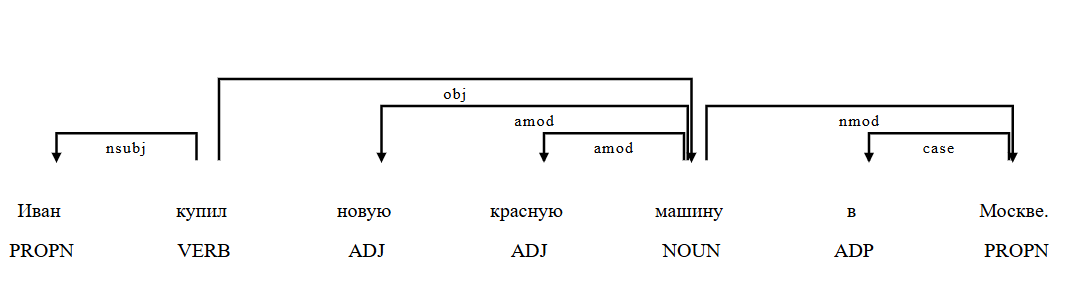 obj
amod nmod
nsubj amod case
Иван купил новую красную машину в Москве.
PROPN VERB ADJ ADJ NOUN ADP PROPN